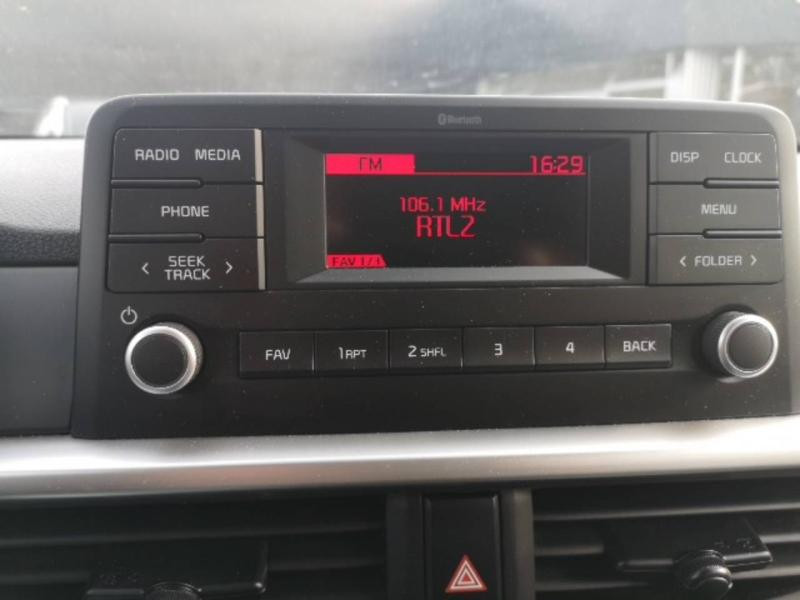 Bluetooth
RADIO MEDIA
FM 16:29
DISP CLOCK
PHONE
106.1 MHz
RTL2
MENU
< SEEK TRACK >
FAV 1/1
< FOLDER >
FAV
1 RPT
2 SHFL
3
4
BACK